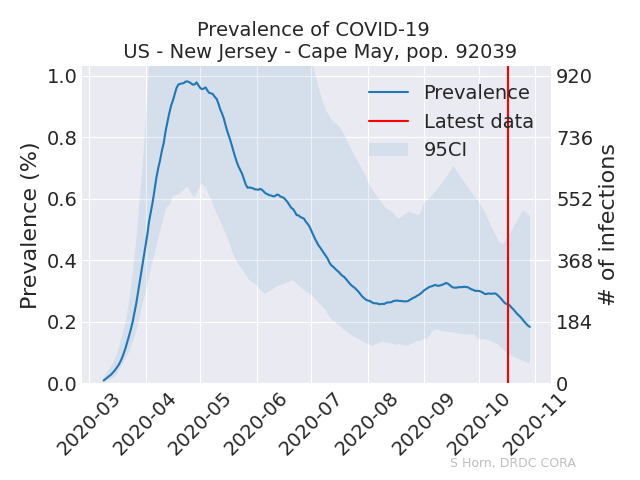 Prevalence of COVID-19
US - New Jersey - Cape May, pop. 92039
Prevalence (%)
1.0
0.8
0.6
0.4
0.2
0.0
Prevalence
Latest data
95CI
920
736
552
368
184
0
# of infections
2020-03
2020-04
2020-05
2020-06
2020-07
2020-08
2020-09
2020-10
2020-11
S Horn, DRDC CORA